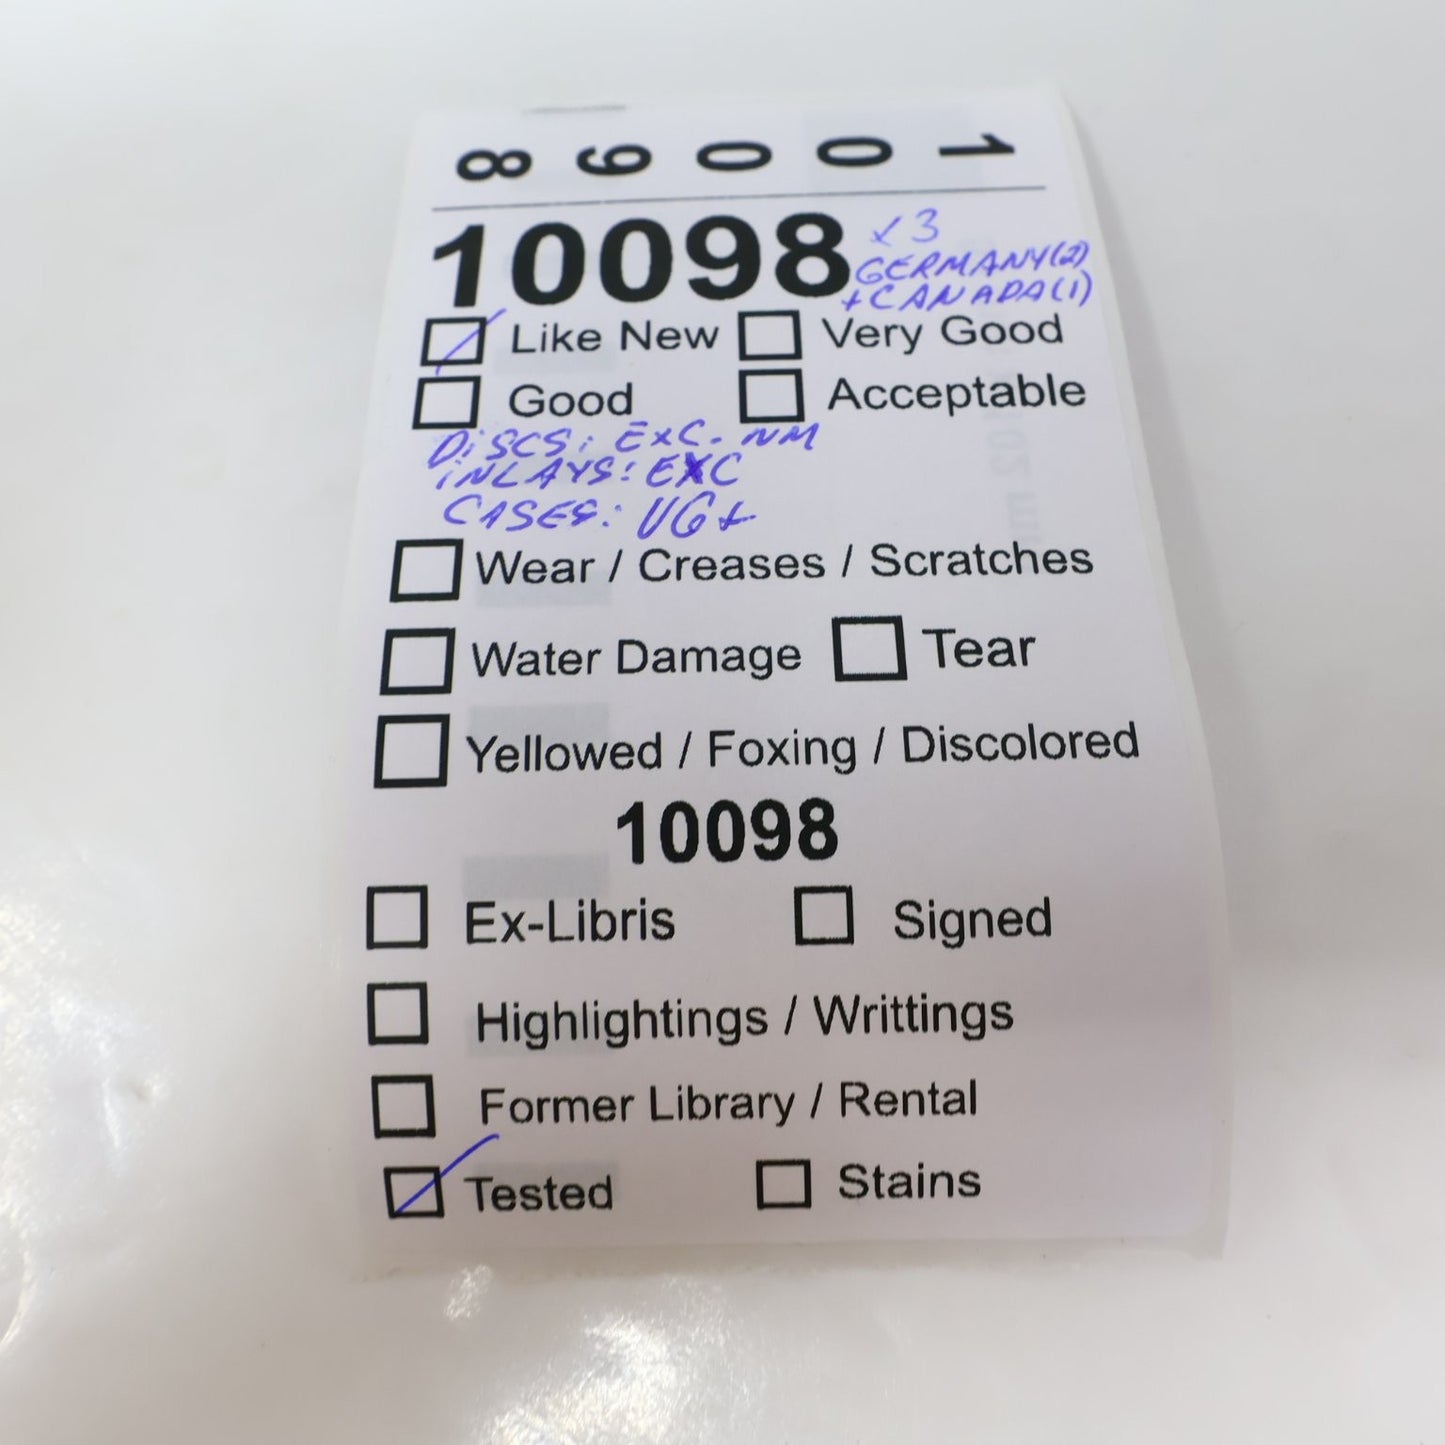 10098
10098 x3
GERMANY(2)
+CANADA(1)
Like New Very Good
Good Acceptable
DiSCS: EXC. NM
iNLAYS: EXC
CASES: VG+
Wear / Creases / Scratches
Water Damage Tear
Yellowed / Foxing / Discolored
10098
Ex-Libris Signed
Highlightings / Writtings
Former Library / Rental
Tested Stains